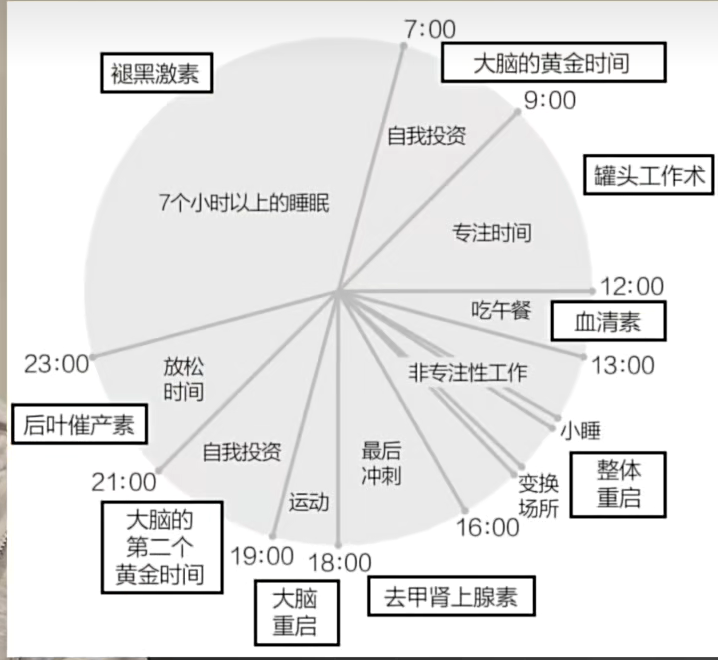 7:00
褪黑激素
大脑的黄金时间
9:00
自我投资
罐头工作术
7个小时以上的睡眠
专注时间
12:00
吃午餐
血清素
23:00
放松
时间
非专注性工作
13:00
后叶催产素
小睡
自我投资
最后
冲刺
整体
重启
21:00
变换
场所
运动
大脑的
第二个
黄金时间
16:00
19:00
18:00
大脑
重启
去甲肾上腺素